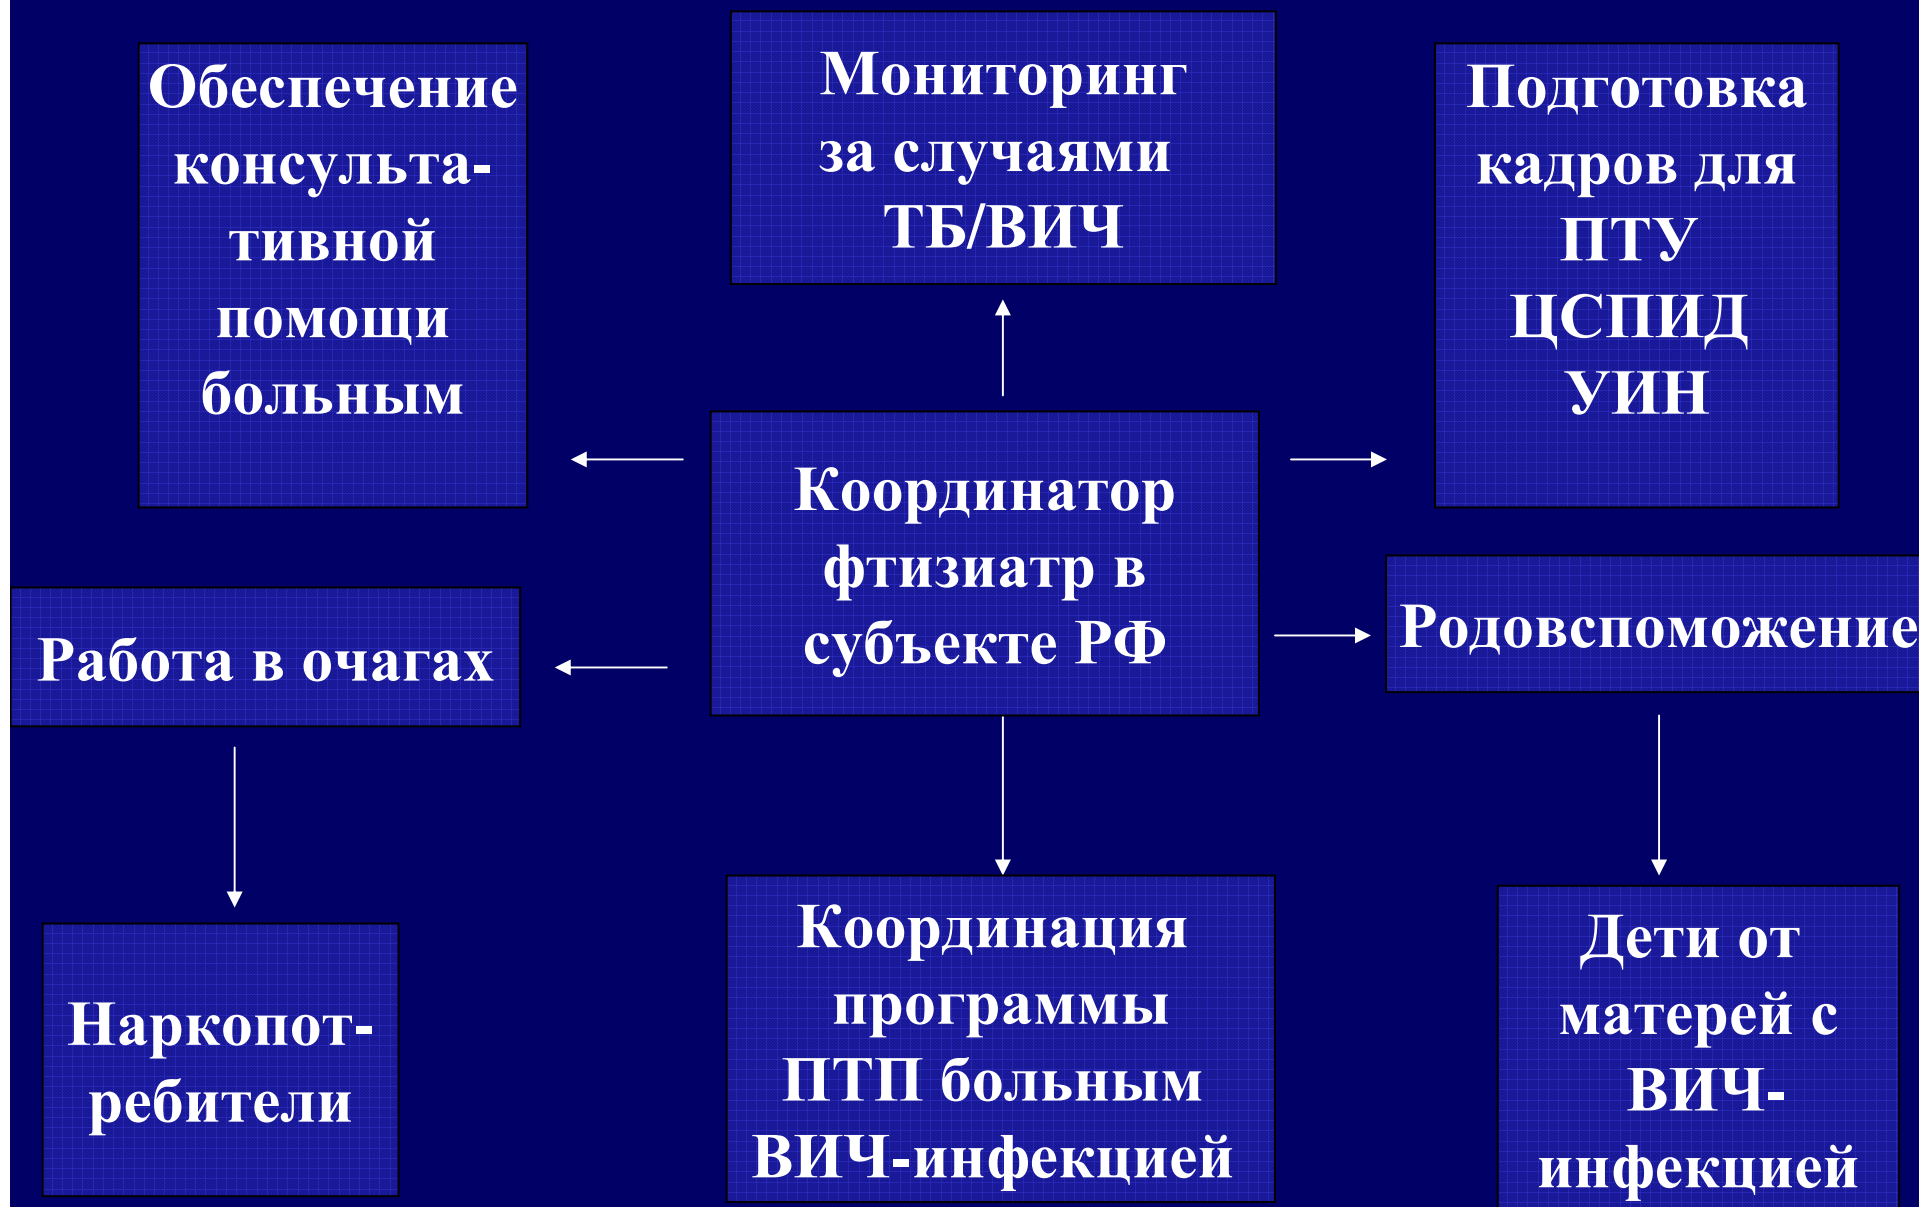 Обеспечение
консульта-
тивной
помощи
больным
Мониторинг
за случаями
ТБ/ВИЧ
Подготовка
кадров для
ПТУ
ЦСПИД
УИН
Координатор
фтизиатр в
субъекте РФ
Работа в очагах
Родовспоможение
Наркопот-
ребители
Координация
программы
ПТП больным
ВИЧ-инфекцией
Дети от
матерей с
ВИЧ-
инфекцией